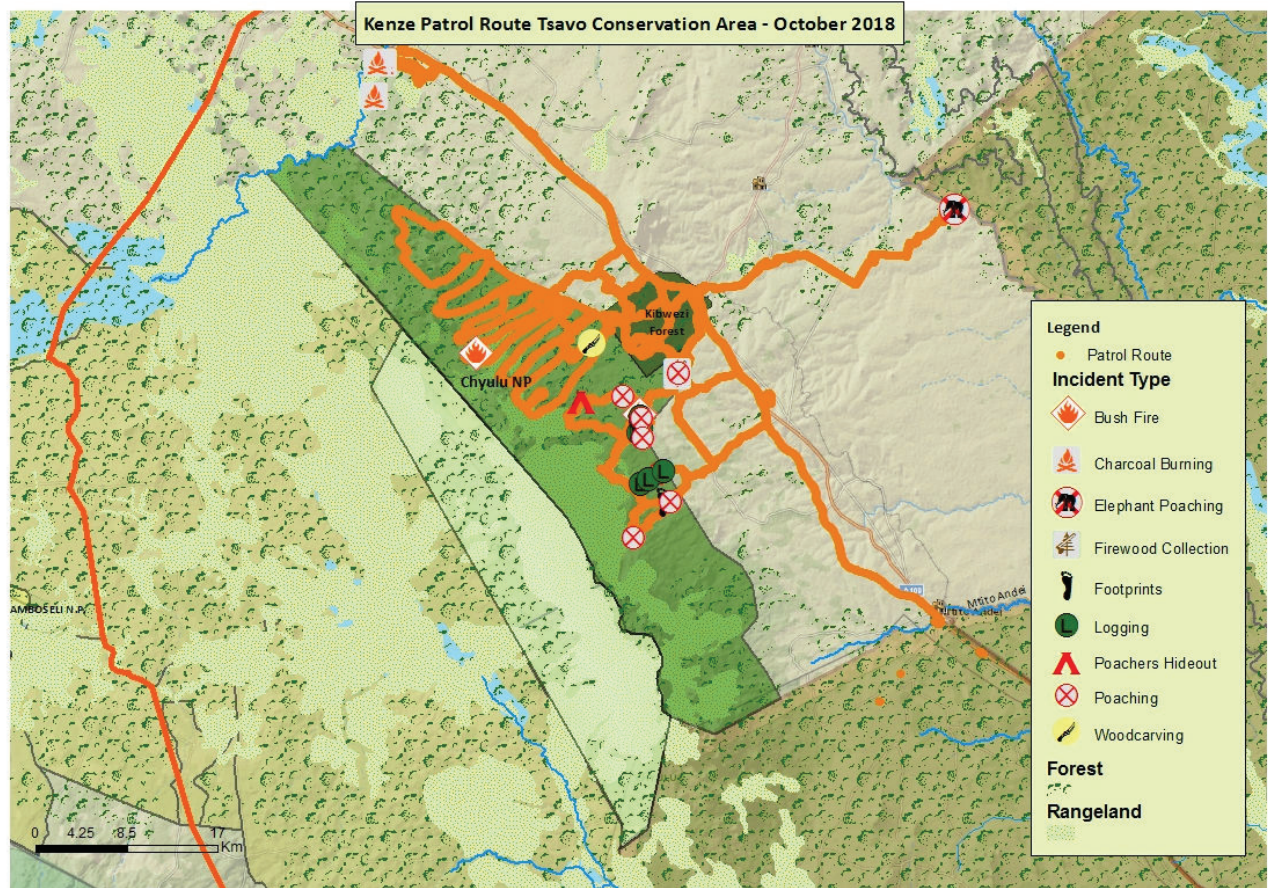 Kenze Patrol Route Tsavo Conservation Area - October 2018
Kibwezi
Forest
Chyulu NP
AMBOSELI N.P.
Mtito Andei
Mtito Andei
0 4.25 8.5 17
Km
Legend
Patrol Route
Incident Type
Bush Fire
Charcoal Burning
Elephant Poaching
Firewood Collection
Footprints
L Logging
Poachers Hideout
Poaching
Woodcarving
Forest
Rangeland
L
L
L